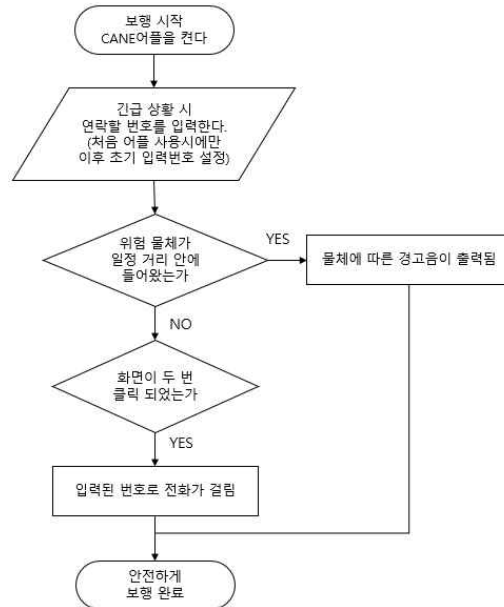 보행 시작
CANE어플을 켠다
긴급 상황 시
연락할 번호를 입력한다.
(처음 어플 사용시에만
이후 초기 입력번호 설정)
위험 물체가
일정 거리 안에
들어왔는가
YES
물체에 따른 경고음이 출력됨
NO
화면이 두 번
클릭 되었는가
YES
입력된 번호로 전화가 걸림
안전하게
보행 완료